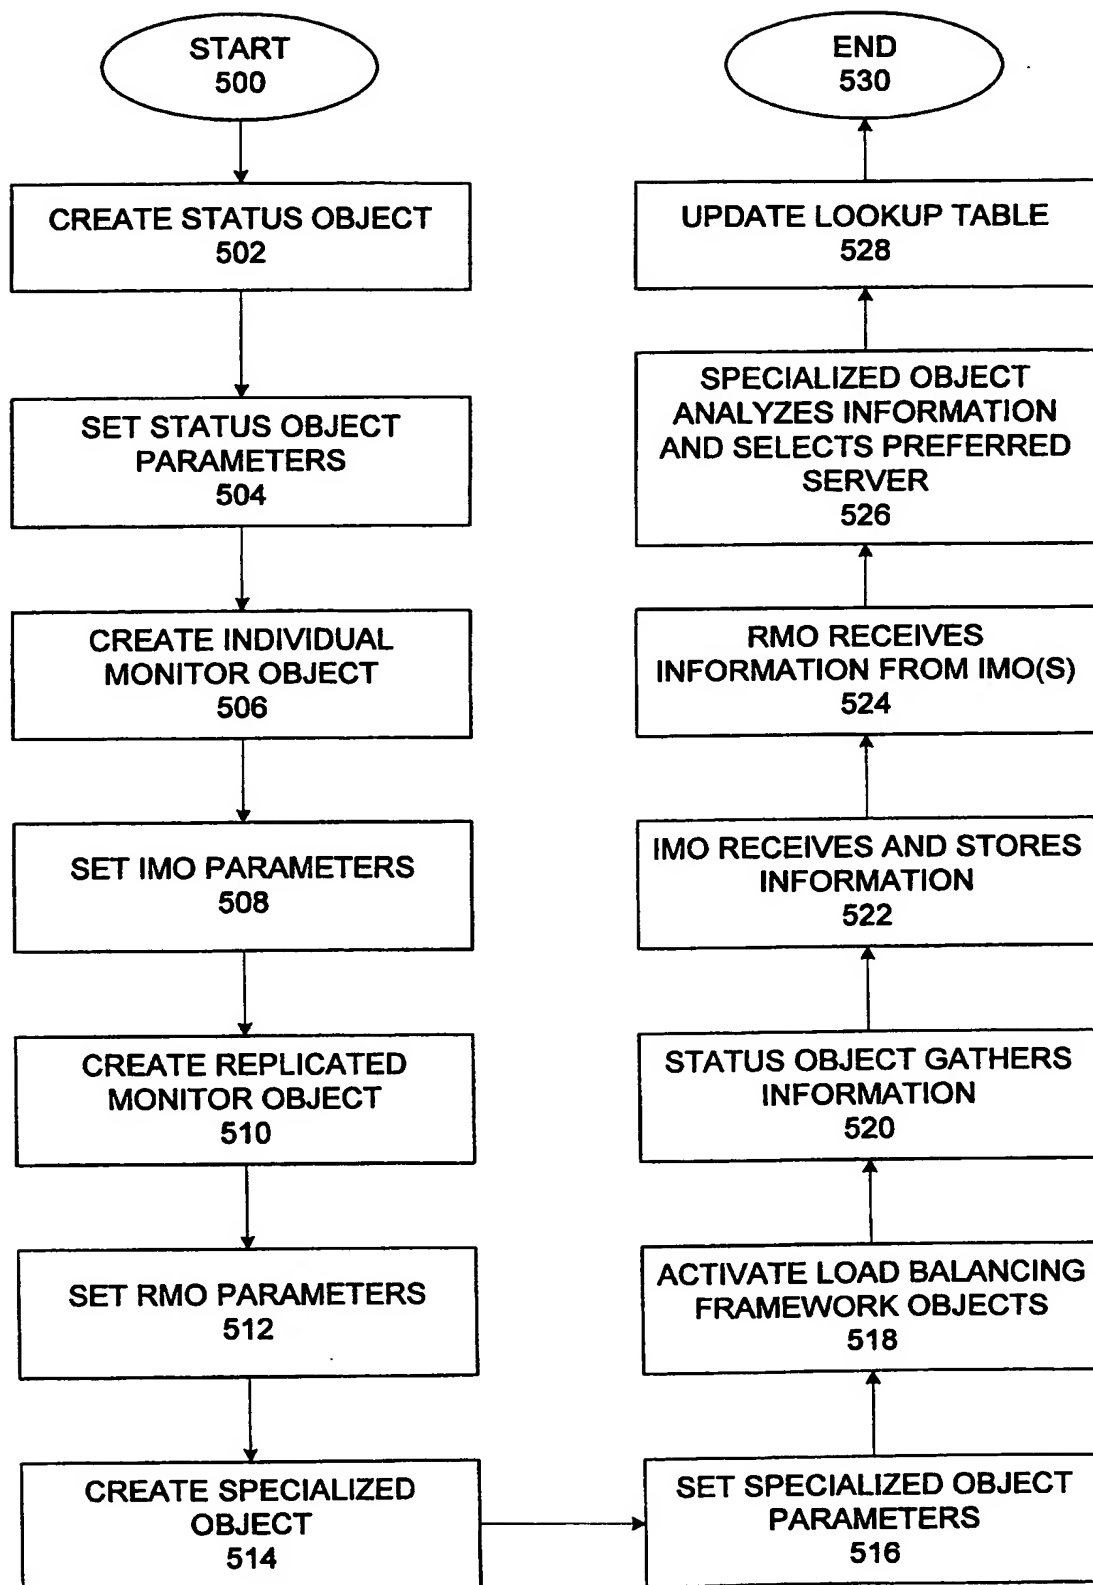 START
500
CREATE STATUS OBJECT
502
SET STATUS OBJECT
PARAMETERS
504
CREATE INDIVIDUAL
MONITOR OBJECT
506
SET IMO PARAMETERS
508
CREATE REPLICATED
MONITOR OBJECT
510
SET RMO PARAMETERS
512
CREATE SPECIALIZED
OBJECT
514
SET SPECIALIZED OBJECT
PARAMETERS
516
ACTIVATE LOAD BALANCING
FRAMEWORK OBJECTS
518
STATUS OBJECT GATHERS
INFORMATION
520
IMO RECEIVES AND STORES
INFORMATION
522
RMO RECEIVES
INFORMATION FROM IMO(S)
524
SPECIALIZED OBJECT
ANALYZES INFORMATION
AND SELECTS PREFERRED
SERVER
526
UPDATE LOOKUP TABLE
528
END
530